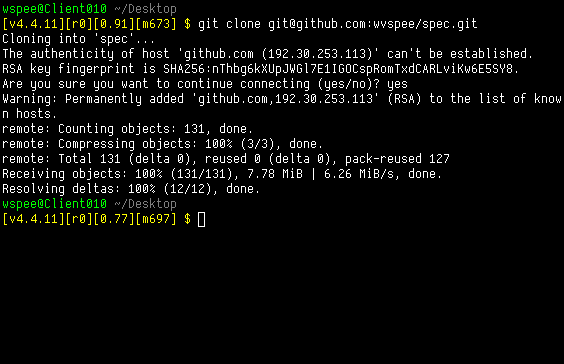 wspee@Client010 ~/Desktop
[v4.4.11][r0][0.91][m673] $ git clone git@github.com:wvspee/spec.git
Cloning into 'spec'...
The authenticity of host 'github.com (192.30.253.113)' can't be established.
RSA key fingerprint is SHA256:nThbg6kXUpJWGl7E1IGOCspRomTxdCARLviKw6E5SY8.
Are you sure you want to continue connecting (yes/no)? yes
Warning: Permanently added 'github.com,192.30.253.113' (RSA) to the list of know
n hosts.
remote: Counting objects: 131, done.
remote: Compressing objects: 100% (3/3), done.
remote: Total 131 (delta 0), reused 0 (delta 0), pack-reused 127
Receiving objects: 100% (131/131), 7.78 MiB | 6.26 MiB/s, done.
Resolving deltas: 100% (12/12), done.
wspee@Client010 ~/Desktop
[v4.4.11][r0][0.77][m697] $